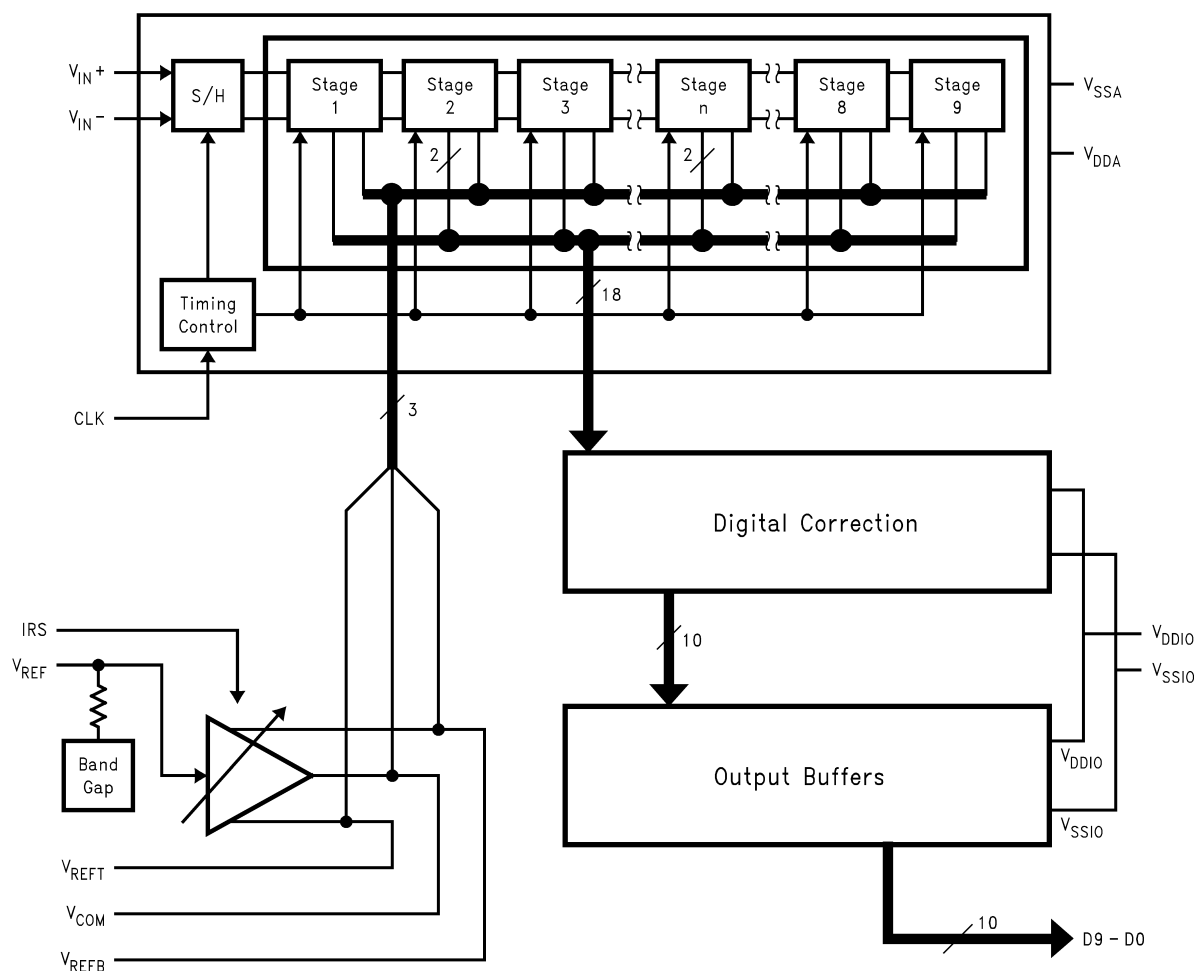 VIN+
VIN−
S/H
Stage
1
Stage
2
Stage
3
Stage
n
Stage
8
Stage
9
VSSA
VDDA
2
2
18
Timing
Control
CLK
3
Digital Correction
10
IRS
VREF
Band
Gap
VDDIO
VSSIO
Output Buffers
VDDIO
VSSIO
VREFT
VCOM
VREFB
10
D9 – D0